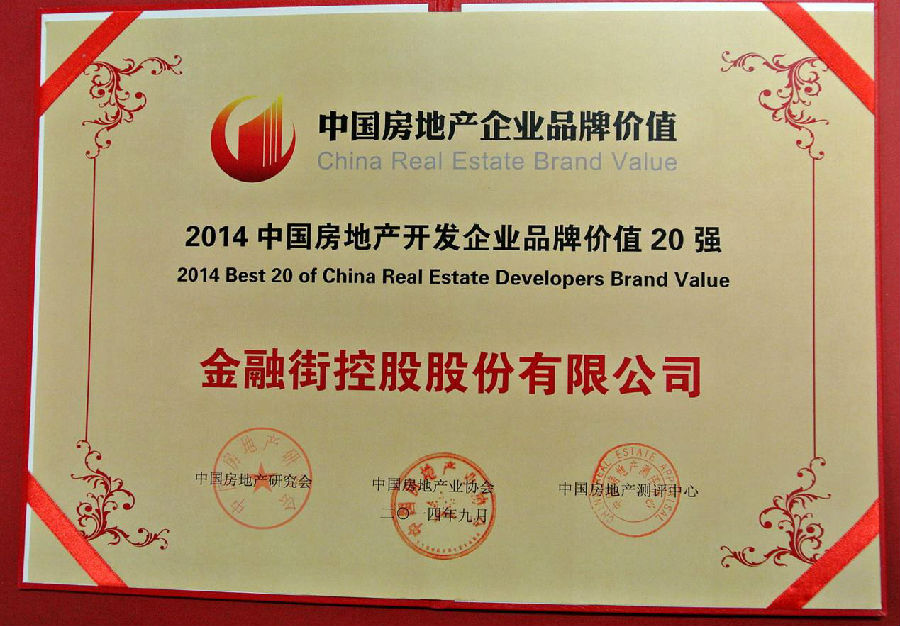 中国房地产企业品牌价值
China Real Estate Brand Value
2014 中国房地产开发企业品牌价值 20 强
2014 Best 20 of China Real Estate Developers Brand Value
金融街控股股份有限公司
中国房地产研究会
中国房地产业协会
中国房地产测评中心
二〇一四年九月